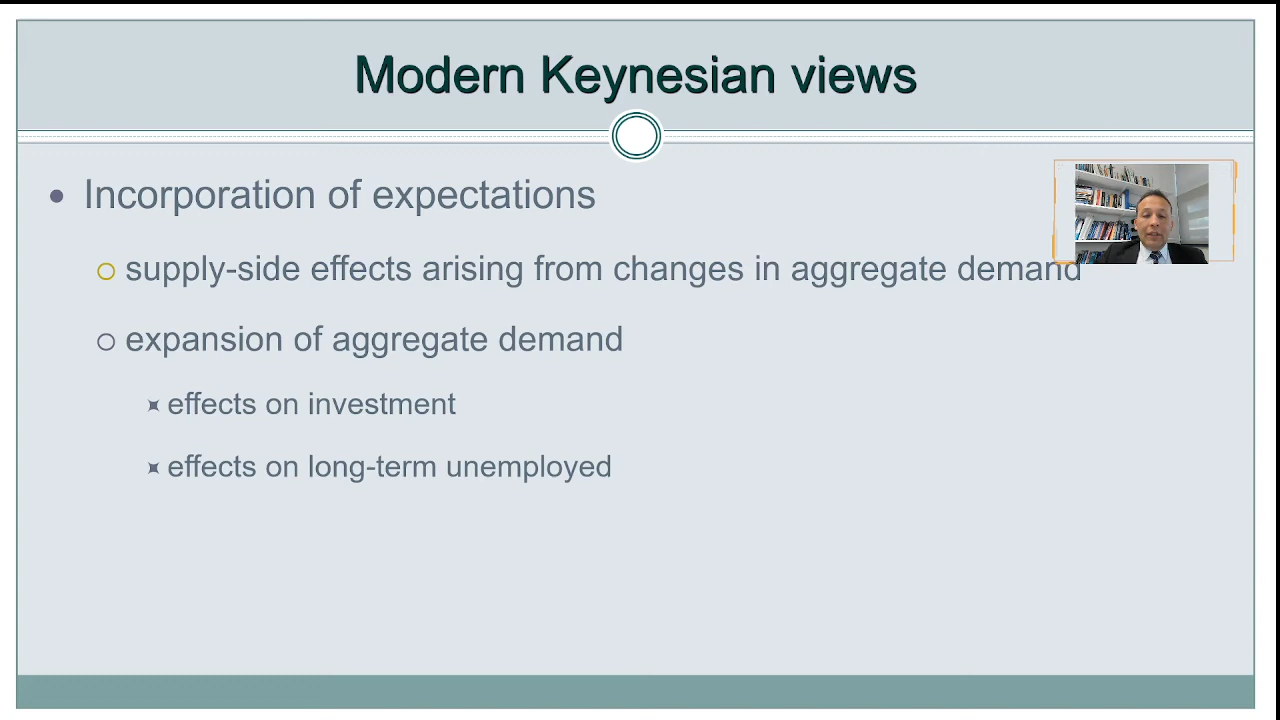 Modern Keynesian views
Incorporation of expectations
supply-side effects arising from changes in aggregate demand
expansion of aggregate demand
effects on investment
effects on long-term unemployed